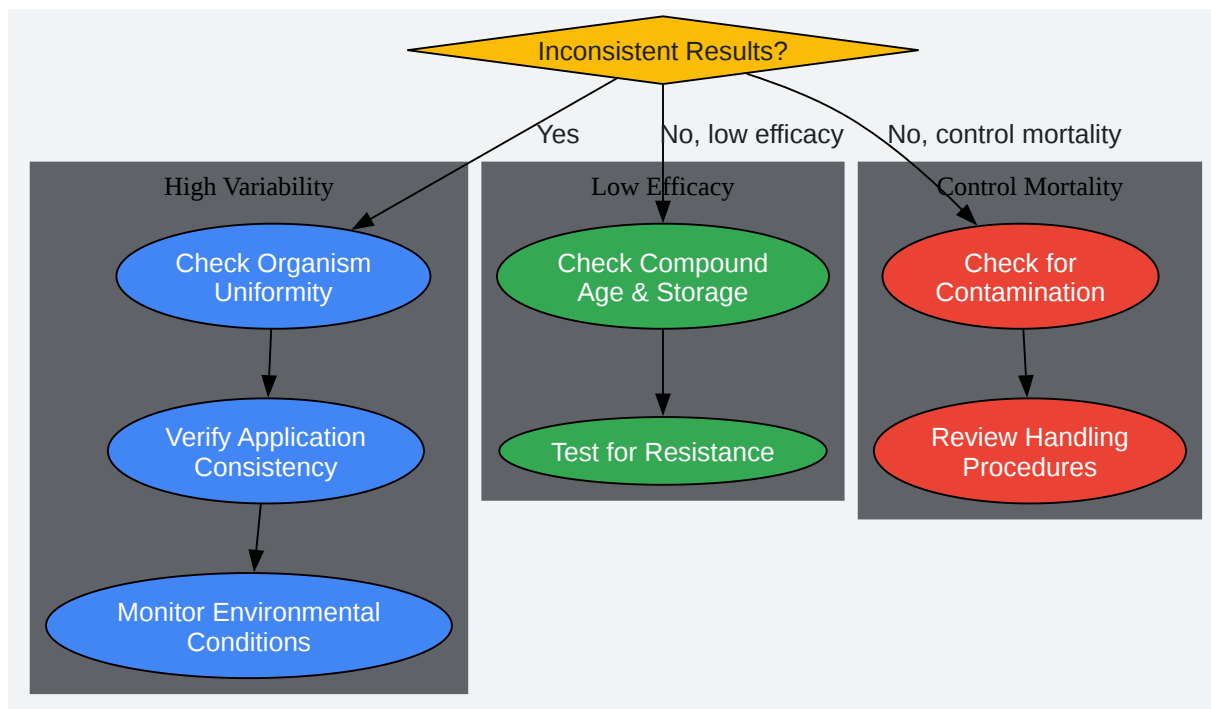 Inconsistent Results?
Yes
No, low efficacy
No, control mortality
High Variability
Low Efficacy
Control Mortality
Check Organism
Uniformity
Check Compound
Age & Storage
Check for
Contamination
Verify Application
Consistency
Test for Resistance
Review Handling
Procedures
Monitor Environmental
Conditions